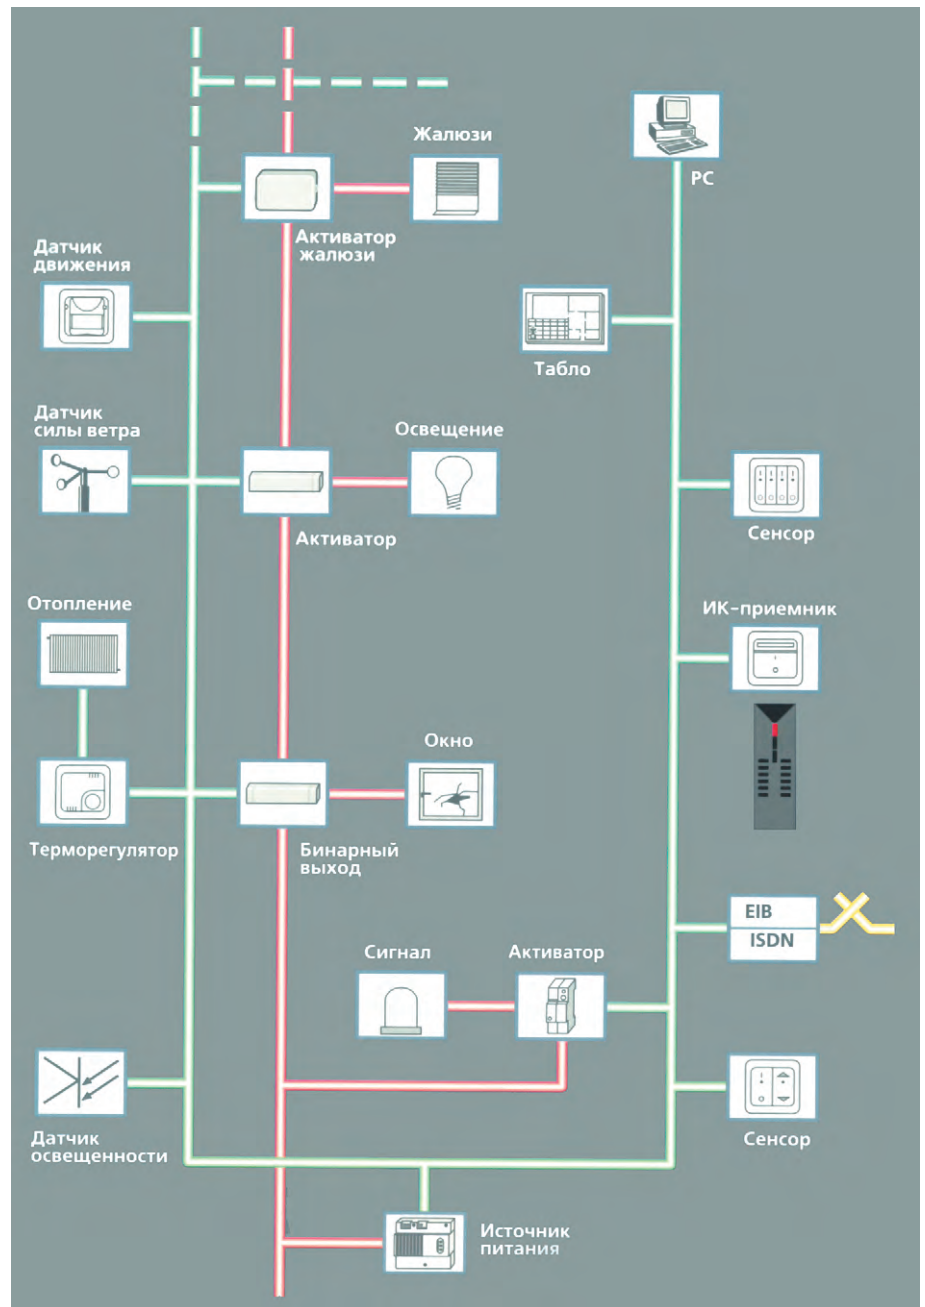 Жалюзи
PC
Активатор
жалюзи
Датчик
движения
Табло
Датчик
силы ветра
Освещение
Активатор
Сенсор
Отопление
ИК-приемник
Окно
Терморегулятор
Бинарный
выход
EIB
ISDN
Сигнал
Активатор
Датчик
освещенности
Сенсор
Источник
питания